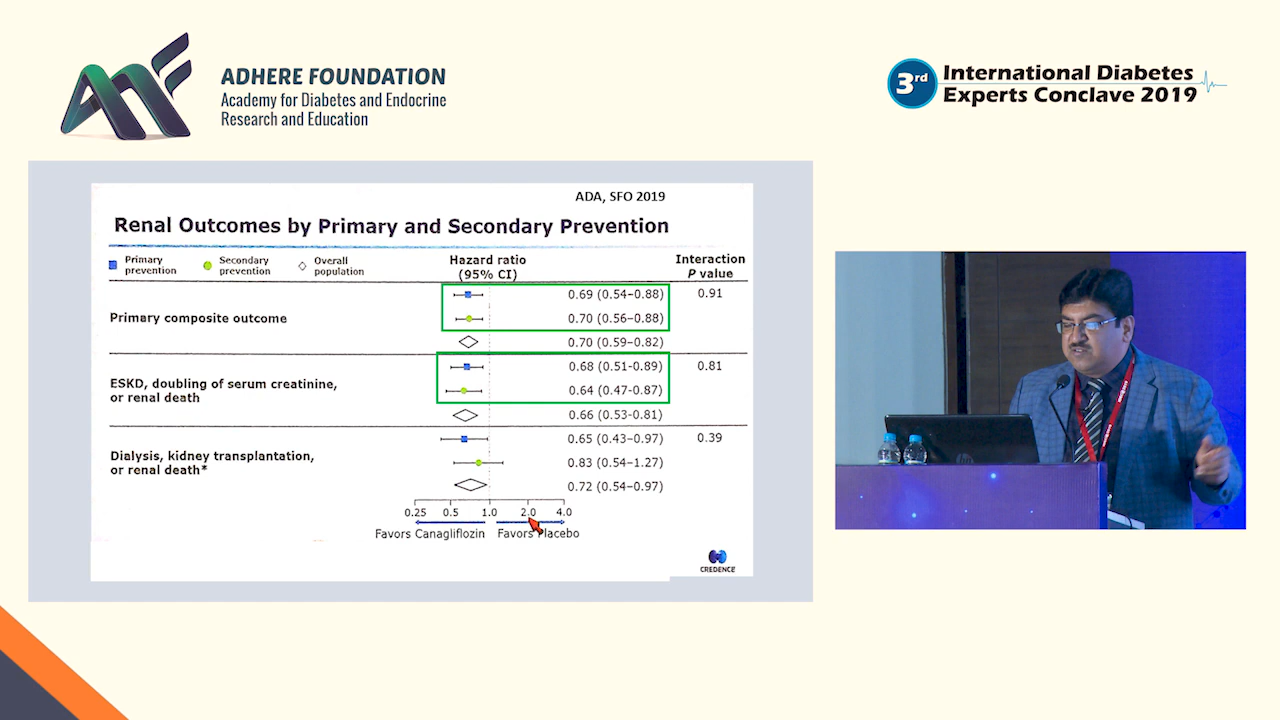 ADHERE FOUNDATION
Academy for Diabetes and Endocrine
Research and Education
3rd
International Diabetes
Experts Conclave 2019
ADA, SFO 2019
Renal Outcomes by Primary and Secondary Prevention
Primary
prevention
Secondary
prevention
Overall
population
Hazard ratio
(95% CI)
Interaction
P value
Primary composite outcome
0.69 (0.54–0.88)
0.91
0.70 (0.56–0.88)
0.70 (0.59–0.82)
ESKD, doubling of serum creatinine,
or renal death
0.68 (0.51–0.89)
0.81
0.64 (0.47-0.87)
0.66 (0.53–0.81)
Dialysis, kidney transplantation,
or renal death*
0.65 (0.43–0.97)
0.39
0.83 (0.54–1.27)
0.72 (0.54–0.97)
0.25 0.5 1.0 2.0 4.0
Favors Canagliflozin Favors Placebo
CREDENCE
hp